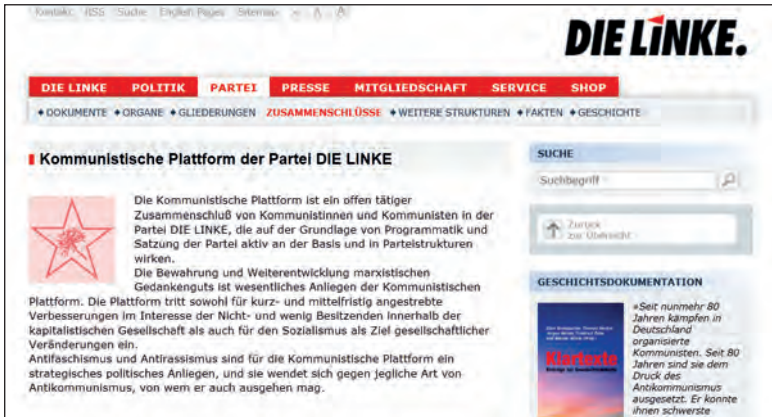 Kontakt RSS Suche English Pages Sitemap A A
DIE LINKE.
DIE LINKE POLITIK PARTEI PRESSE MITGLIEDSCHAFT SERVICE SHOP
DOKUMENTE ORGANE GLIEDERUNGEN ZUSAMMENSCHLÜSSE WEITERE STRUKTUREN FAKTEN GESCHICHTE
Kommunistische Plattform der Partei DIE LINKE
Die Kommunistische Plattform ist ein offen tätiger
Zusammenschluß von Kommunistinnen und Kommunisten in der
Partei DIE LINKE, die auf der Grundlage von Programmatik und
Satzung der Partei aktiv an der Basis und in Parteistrukturen
wirken.
Die Bewahrung und Weiterentwicklung marxistischen
Gedankenguts ist wesentliches Anliegen der Kommunistischen
Plattform. Die Plattform tritt sowohl für kurz- und mittelfristig angestrebte
Verbesserungen im Interesse der Nicht- und wenig Besitzenden innerhalb der
kapitalistischen Gesellschaft als auch für den Sozialismus als Ziel gesellschaftlicher
Veränderungen ein.
Antifaschismus und Antirassismus sind für die Kommunistische Plattform ein
strategisches politisches Anliegen, und sie wendet sich gegen jegliche Art von
Antikommunismus, von wem er auch ausgehen mag.
SUCHE
Suchbegriff
Zurück
zur Übersicht
GESCHICHTSDOKUMENTATION
Klartexte
»Seit nunmehr 80
Jahren kämpfen in
Deutschland
organisierte
Kommunisten. Seit 80
Jahren sind sie dem
Druck des
Antikommunismus
ausgesetzt. Er konnte
ihnen schwerste